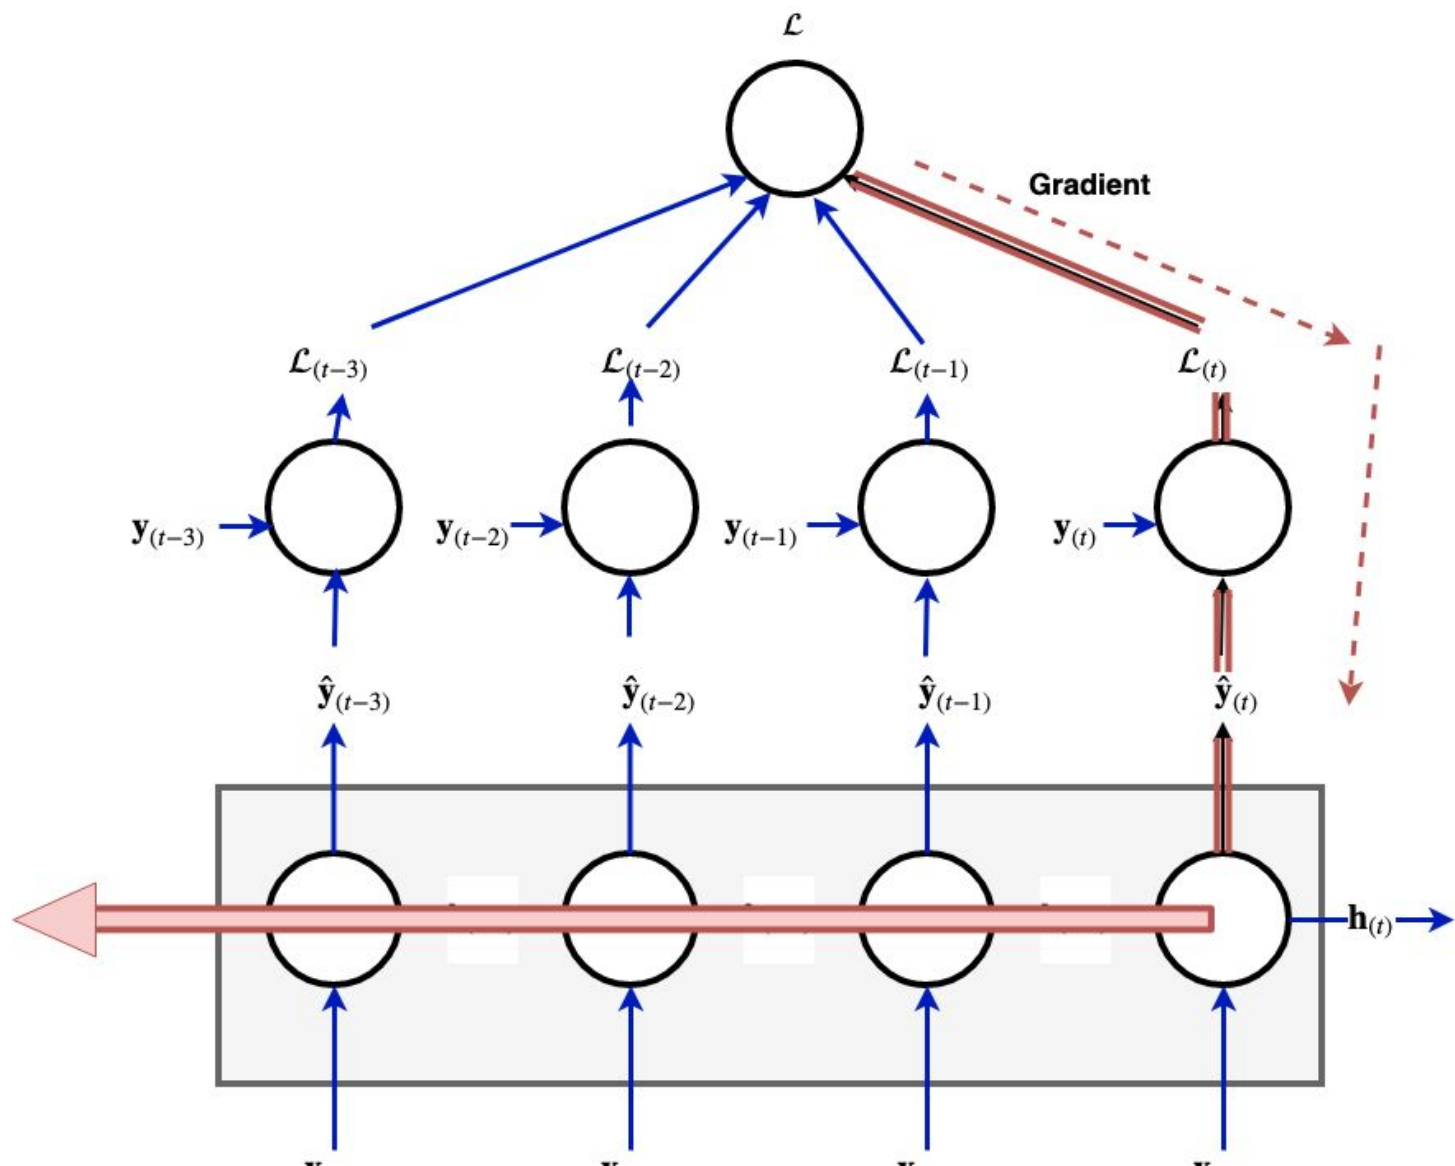 ℒ
Gradient
ℒ(t−3) ℒ(t−2) ℒ(t−1) ℒ(t)
y(t−3) y(t−2) y(t−1) y(t)
ŷ(t−3) ŷ(t−2) ŷ(t−1) ŷ(t)
h(t)